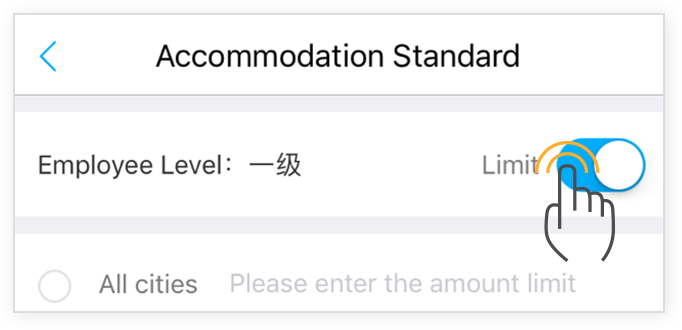 Accommodation Standard
Employee Level：一级 Limit
All cities Please enter the amount limit